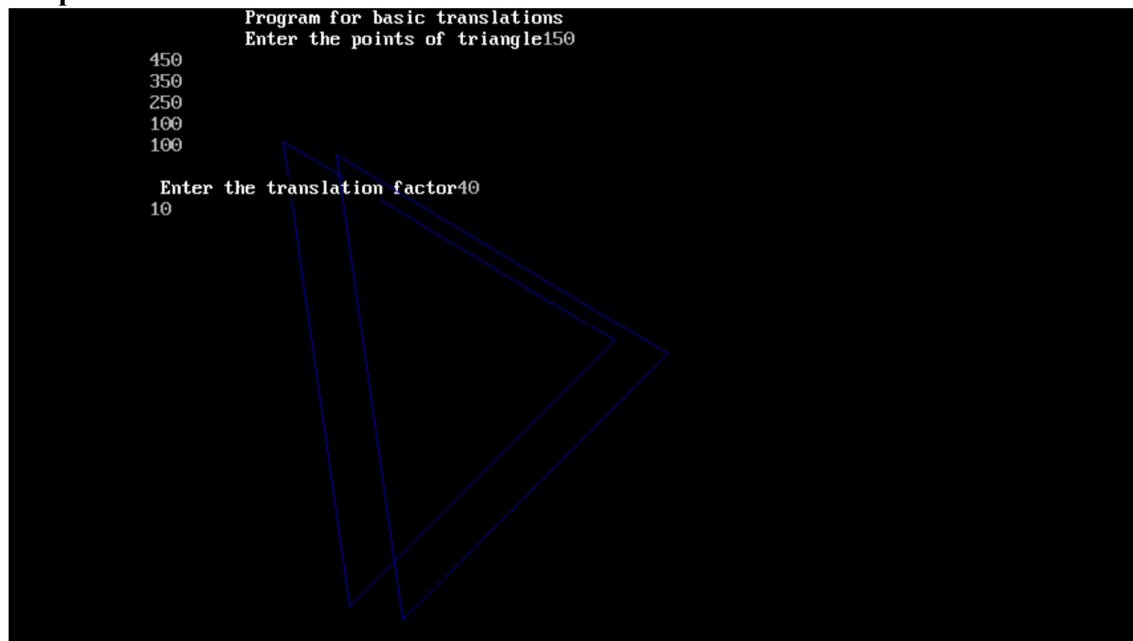 Program for basic translations
Enter the points of triangle150
450
350
250
100
100
Enter the translation factor40
10